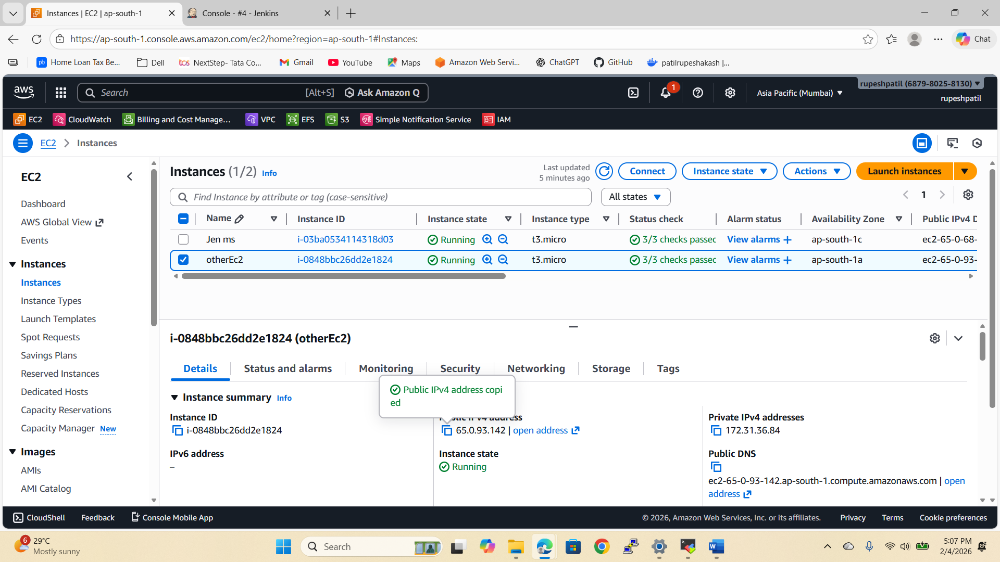 Instances | EC2 | ap-south-1
Console - #4 - Jenkins
https://ap-south-1.console.aws.amazon.com/ec2/home?region=ap-south-1#Instances:
Chat
Home Loan Tax Be...
Dell
NextStep- Tata Co...
Gmail
YouTube
Maps
Amazon Web Servi...
ChatGPT
GitHub
patilrupeshakash |...
aws
Search
[Alt+S]
Ask Amazon Q
1
Asia Pacific (Mumbai)
rupeshpatil (6879-8025-8130)
rupeshpatil
EC2
CloudWatch
Billing and Cost Manage...
VPC
EFS
S3
Simple Notification Service
IAM
EC2
Instances
EC2
Dashboard
AWS Global View
Events
Instances
Instances
Instance Types
Launch Templates
Spot Requests
Savings Plans
Reserved Instances
Dedicated Hosts
Capacity Reservations
Capacity Manager New
Images
AMIs
AMI Catalog
Instances (1/2) Info
Last updated
5 minutes ago
Connect
Instance state
Actions
Launch instances
Find Instance by attribute or tag (case-sensitive)
All states
1
Name Instance ID Instance state Instance type Status check Alarm status Availability Zone Public IPv4 D
Jen ms i-03ba0534114318d03 Running t3.micro 3/3 checks passec View alarms + ap-south-1c ec2-65-0-68-
otherEc2 i-0848bbc26dd2e1824 Running t3.micro 3/3 checks passec View alarms + ap-south-1a ec2-65-0-93-
i-0848bbc26dd2e1824 (otherEc2)
Details
Status and alarms
Monitoring
Security
Networking
Storage
Tags
Public IPv4 address copi
ed
Instance summary Info
Instance ID
i-0848bbc26dd2e1824
IPv6 address
–
Public IPv4 address
65.0.93.142 | open address
Instance state
Running
Private IPv4 addresses
172.31.36.84
Public DNS
ec2-65-0-93-142.ap-south-1.compute.amazonaws.com | open
address
CloudShell
Feedback
Console Mobile App
© 2026, Amazon Web Services, Inc. or its affiliates.
Privacy
Terms
Cookie preferences
6
29°C
Mostly sunny
Search
5:07 PM
2/4/2026